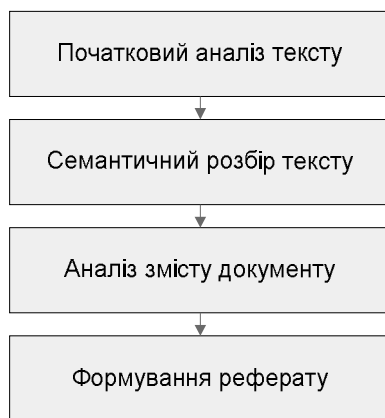 Початковий аналіз тексту
Семантичний розбір тексту
Аналіз змісту документу
Формування реферату